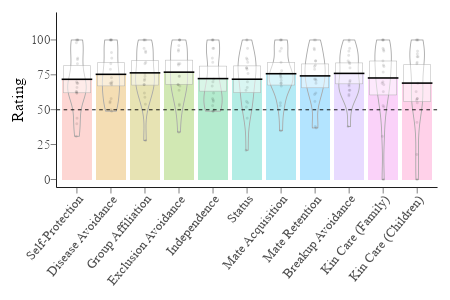 Rating
100
75
50
25
0
Self-Protection
Disease Avoidance
Group Affiliation
Exclusion Avoidance
Independence
Status
Mate Acquisition
Mate Retention
Breakup Avoidance
Kin Care (Family)
Kin Care (Children)